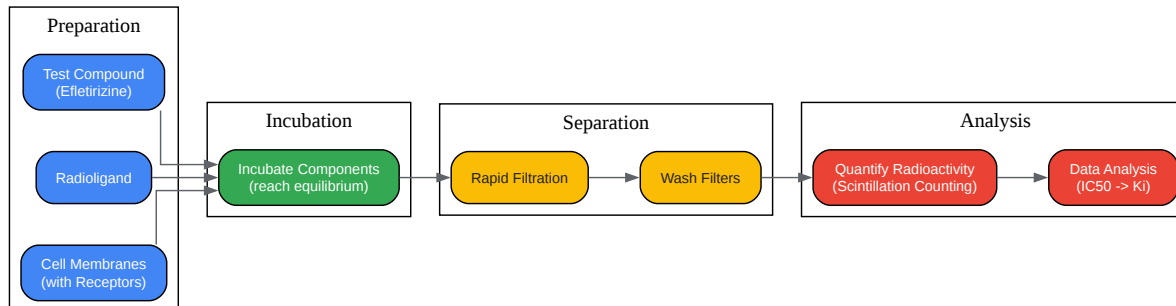 Preparation
Test Compound
(Efletirizine)
Radioligand
Cell Membranes
(with Receptors)
Incubation
Incubate Components
(reach equilibrium)
Separation
Rapid Filtration
Wash Filters
Analysis
Quantify Radioactivity
(Scintillation Counting)
Data Analysis
(IC50 -> Ki)